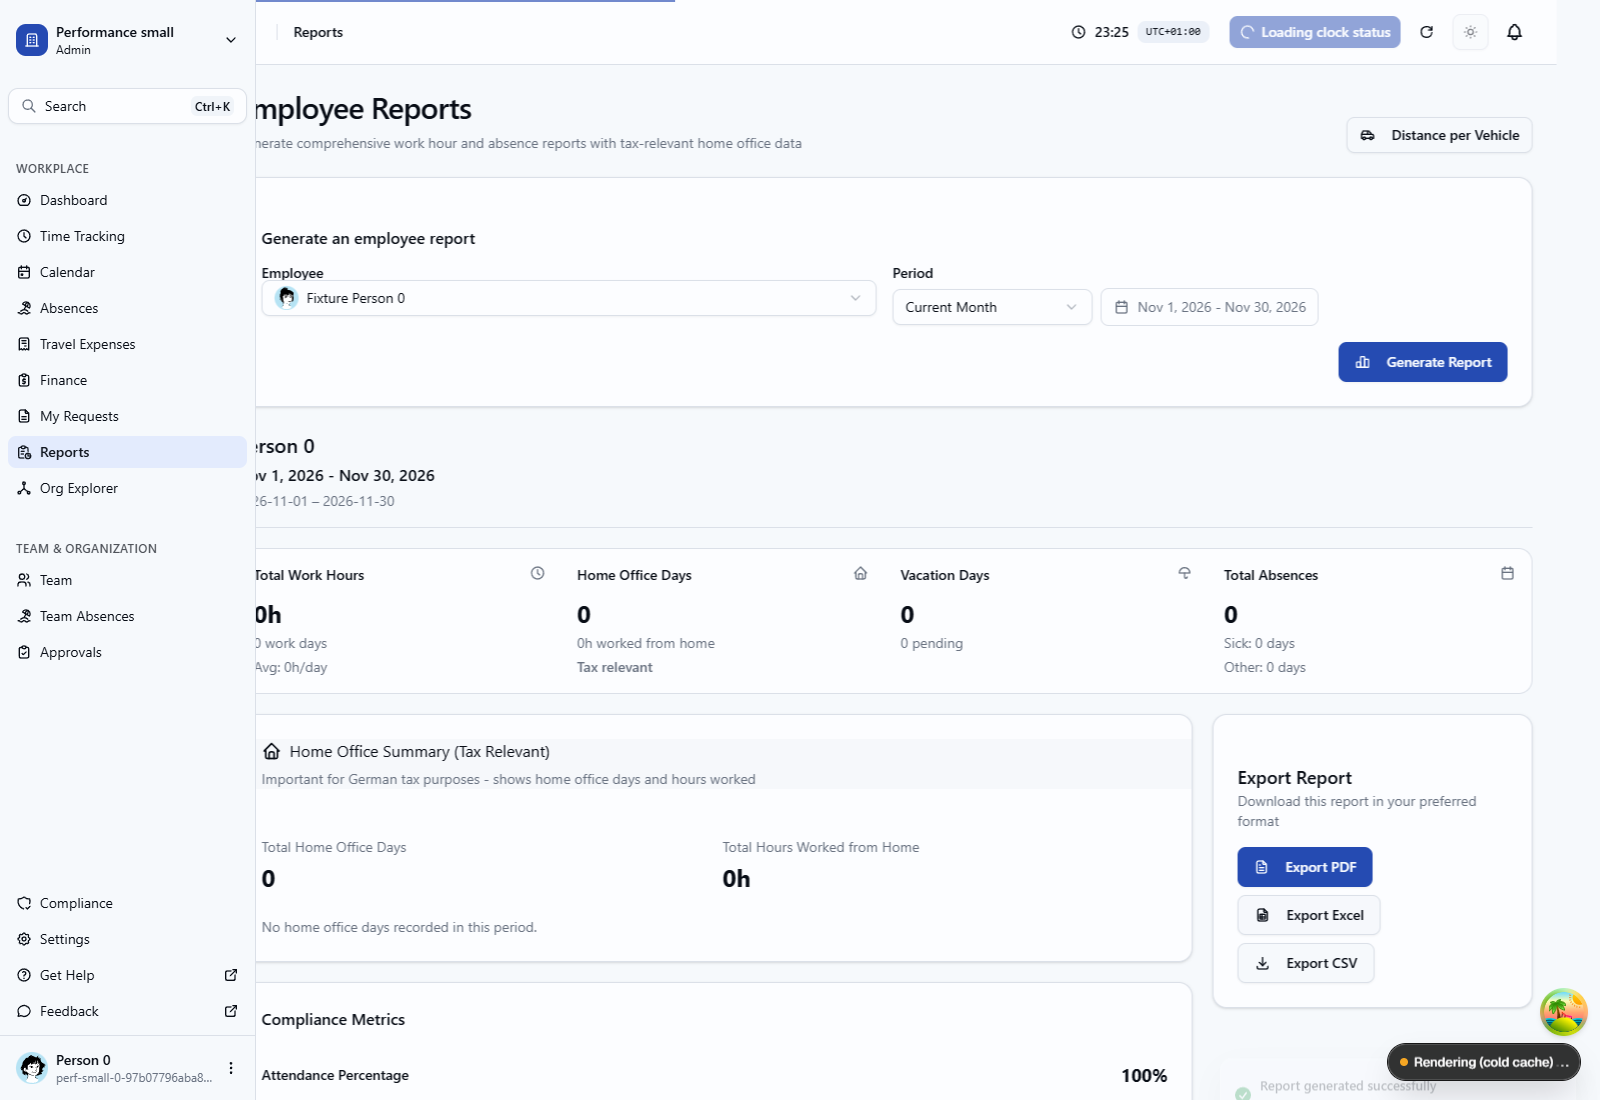 Performance small
Admin
Search
Ctrl+K
WORKPLACE
Dashboard
Time Tracking
Calendar
Absences
Travel Expenses
Finance
My Requests
Reports
Org Explorer
TEAM & ORGANIZATION
Team
Team Absences
Approvals
Compliance
Settings
Get Help
Feedback
Person 0
perf-small-0-97b07796aba8...
Reports
23:25
UTC+01:00
Loading clock status
mployee Reports
nerate comprehensive work hour and absence reports with tax-relevant home office data
Distance per Vehicle
Generate an employee report
Employee
Fixture Person 0
Period
Current Month
Nov 1, 2026 - Nov 30, 2026
Generate Report
erson 0
ov 1, 2026 - Nov 30, 2026
26-11-01 – 2026-11-30
Total Work Hours
0h
0 work days
Avg: 0h/day
Home Office Days
0
0h worked from home
Tax relevant
Vacation Days
0
0 pending
Total Absences
0
Sick: 0 days
Other: 0 days
Home Office Summary (Tax Relevant)
Important for German tax purposes - shows home office days and hours worked
Total Home Office Days
0
Total Hours Worked from Home
0h
No home office days recorded in this period.
Export Report
Download this report in your preferred
format
Export PDF
Export Excel
Export CSV
Compliance Metrics
Attendance Percentage
100%
Rendering (cold cache) ...
Report generated successfully